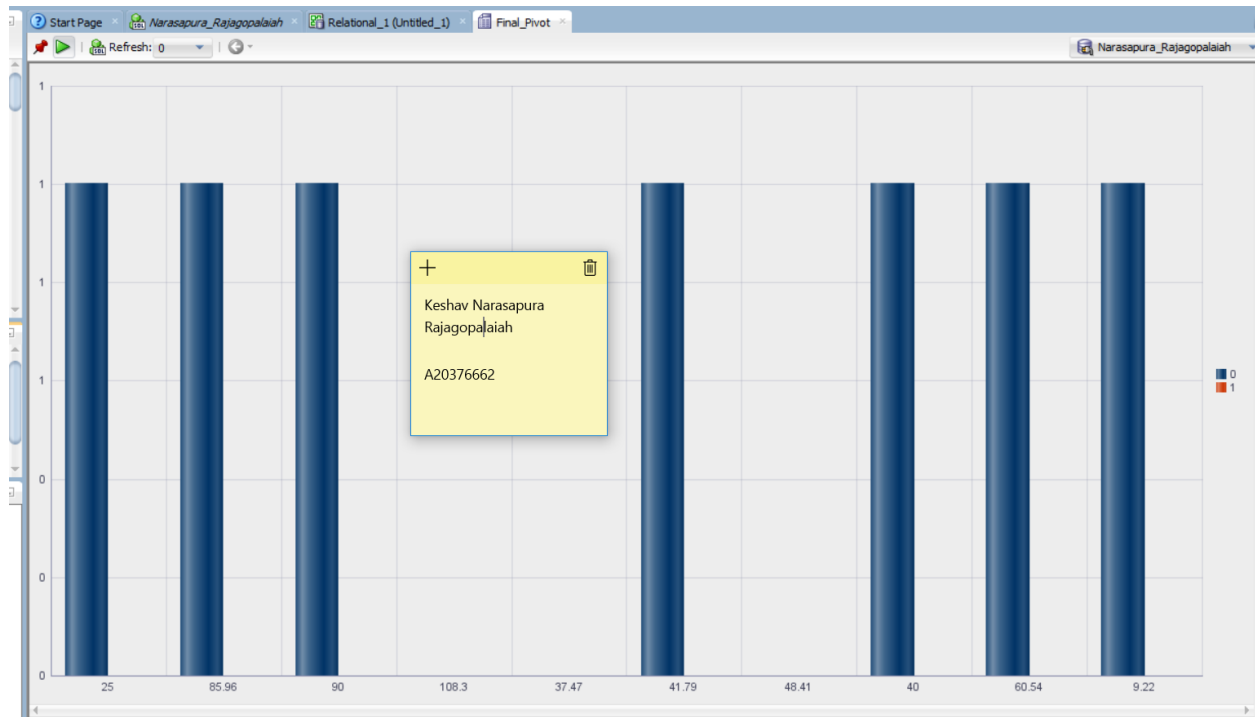 Start Page
Narasapura_Rajagopalaiah
Relational_1 (Untitled_1)
Final_Pivot
Refresh: 0
Narasapura_Rajagopalaiah
1
1
1
1
0
0
0
Keshav Narasapura
Rajagopalaiah
A20376662
0
1
25 85.96 90 108.3 37.47 41.79 48.41 40 60.54 9.22